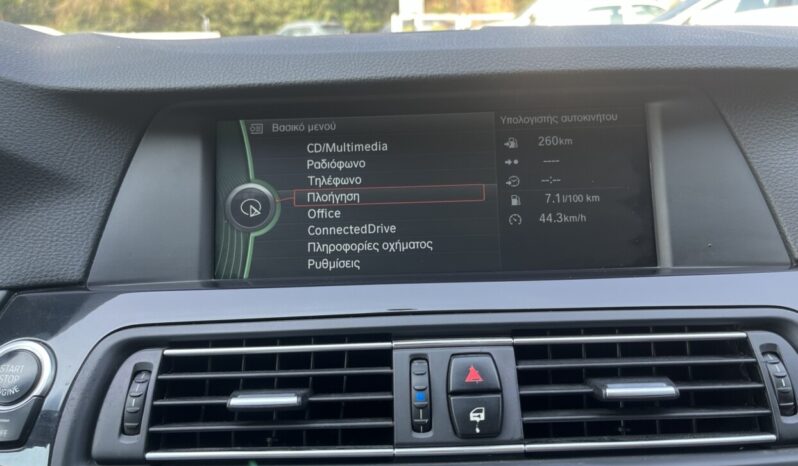 Βασικό μενού
CD/Multimedia
Ραδιόφωνο
Τηλέφωνο
Πλοήγηση
Office
ConnectedDrive
Πληροφορίες οχήματος
Ρυθμίσεις
Υπολογιστής αυτοκινήτου
260km
----
--:--
7.1l/100 km
44.3km/h
START
STOP
ENGINE